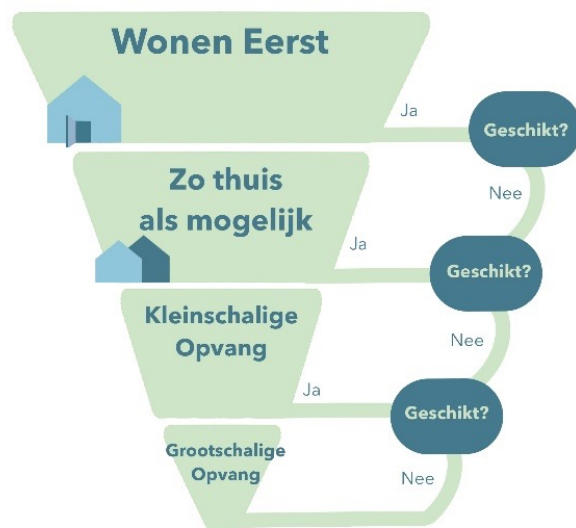 Wonen Eerst
Ja
Geschikt?
Nee
Zo thuis
als mogelijk
Ja
Geschikt?
Nee
Kleinschalige
Opvang
Ja
Geschikt?
Nee
Grootschalige
Opvang